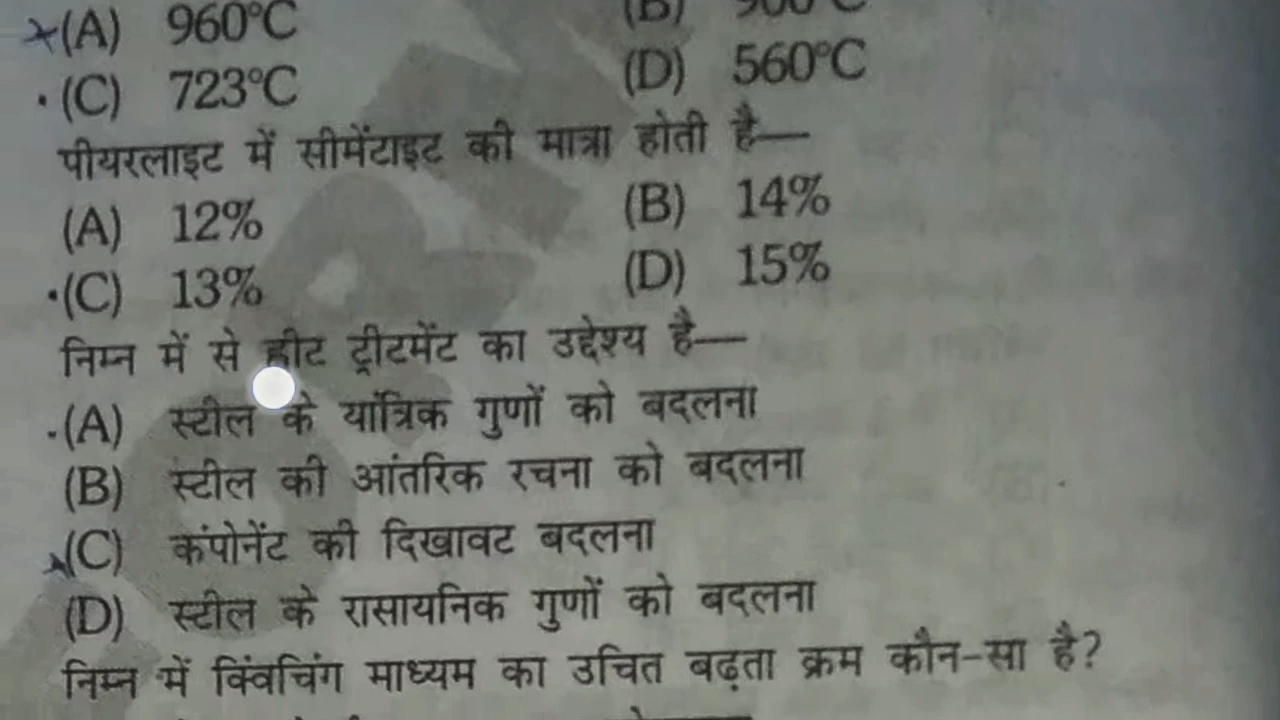 (A) 960°C (B) 900°C
(C) 723°C (D) 560°C
पीयरलाइट में सीमेंटाइट की मात्रा होती है—
(A) 12% (B) 14%
(C) 13% (D) 15%
निम्न में से हीट ट्रीटमेंट का उद्देश्य है—
(A) स्टील के यांत्रिक गुणों को बदलना
(B) स्टील की आंतरिक रचना को बदलना
(C) कंपोनेंट की दिखावट बदलना
(D) स्टील के रासायनिक गुणों को बदलना
निम्न में क्विंचिंग माध्यम का उचित बढ़ता क्रम कौन-सा है?